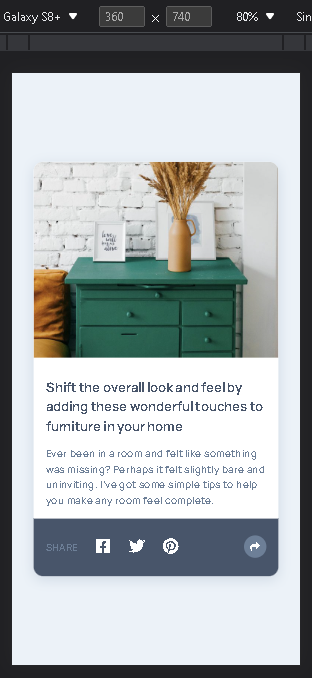 Galaxy S8+ ▼ 360 × 740 80% ▼ Sin
love
well
Shift the overall look and feel by
adding these wonderful touches to
furniture in your home
Ever been in a room and felt like something
was missing? Perhaps it felt slightly bare and
uninviting. I've got some simple tips to help
you make any room feel complete.
SHARE